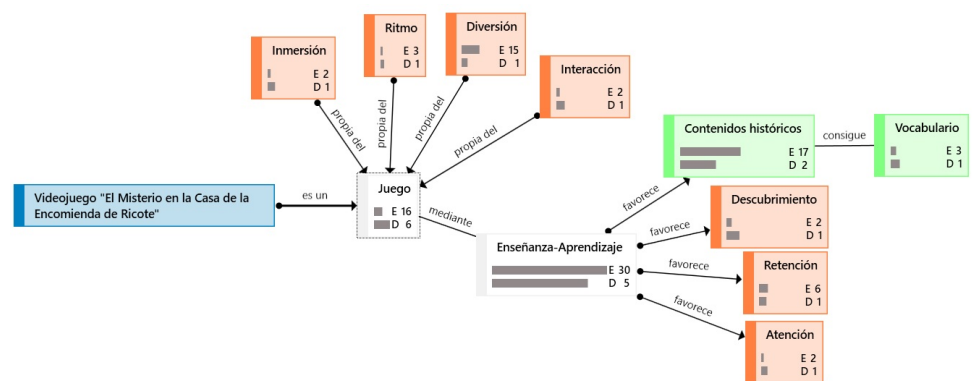 Inmersión
E 2
D 1
Ritmo
E 3
D 1
Diversión
E 15
D 1
Interacción
E 2
D 1
propia del
propia del
propia del
propia del
Videojuego "El Misterio en la Casa de la
Encomienda de Ricote"
es un
Juego
E 16
D 6
mediante
Enseñanza-Aprendizaje
E 30
D 5
favorece
Contenidos históricos
E 17
D 2
consigue
Vocabulario
E 3
D 1
favorece
Descubrimiento
E 2
D 1
favorece
Retención
E 6
D 1
favorece
Atención
E 2
D 1